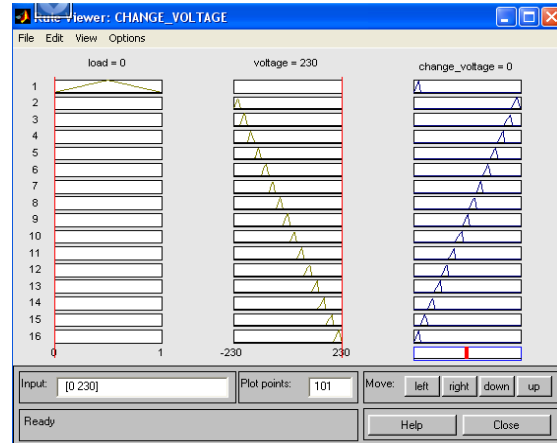 Rule Viewer: CHANGE_VOLTAGE
File Edit View Options
load = 0 voltage = 230 change_voltage = 0
1
2
3
4
5
6
7
8
9
10
11
12
13
14
15
16
0 1 -230 230
Input: [0 230] Plot points: 101 Move: left right down up
Ready Help Close